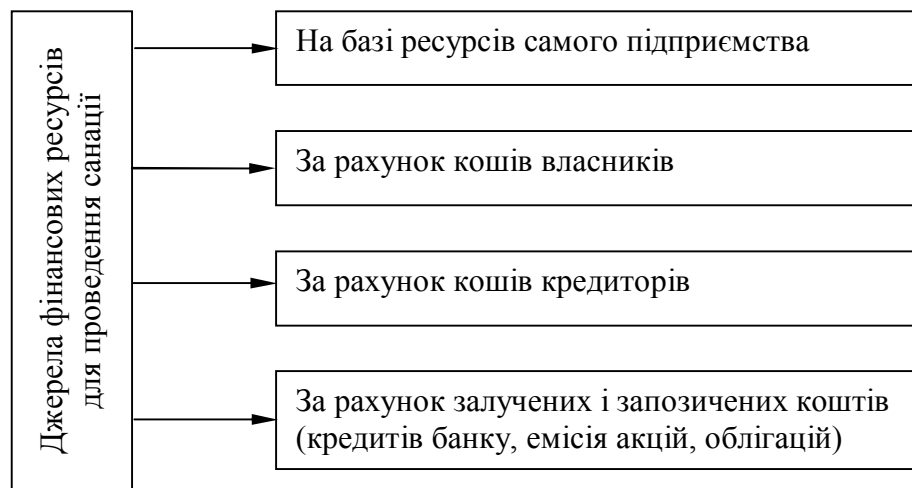 Джерела фінансових ресурсів
для проведення санації
На базі ресурсів самого підприємства
За рахунок кошів власників
За рахунок кошів кредиторів
За рахунок залучених і запозичених коштів
(кредитів банку, емісія акцій, облігацій)